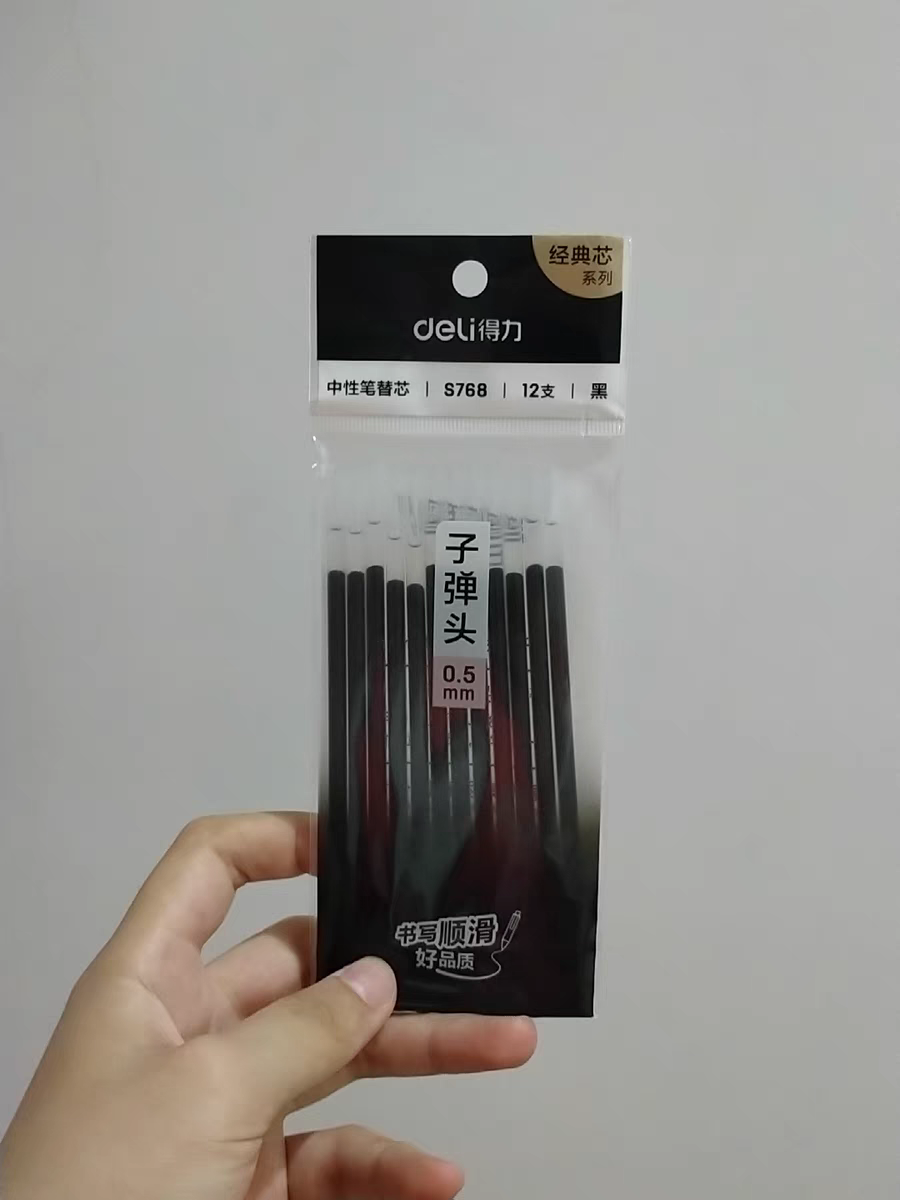 经典芯
系列
deli得力
中性笔替芯 | S768 | 12支 | 黑
子弹头
0.5
mm
书写顺滑
好品质